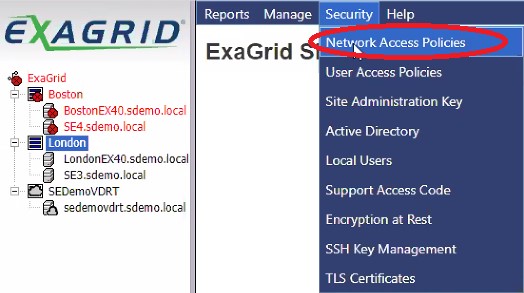 EXAGRID
Reports Manage Security Help
ExaGrid S
Network Access Policies
User Access Policies
Site Administration Key
Active Directory
Local Users
Support Access Code
Encryption at Rest
SSH Key Management
TLS Certificates
ExaGrid
Boston
BostonEX40.sdemo.local
SE4.sdemo.local
London
LondonEX40.sdemo.local
SE3.sdemo.local
SEDemoVDRT
sedemovdrt.sdemo.local